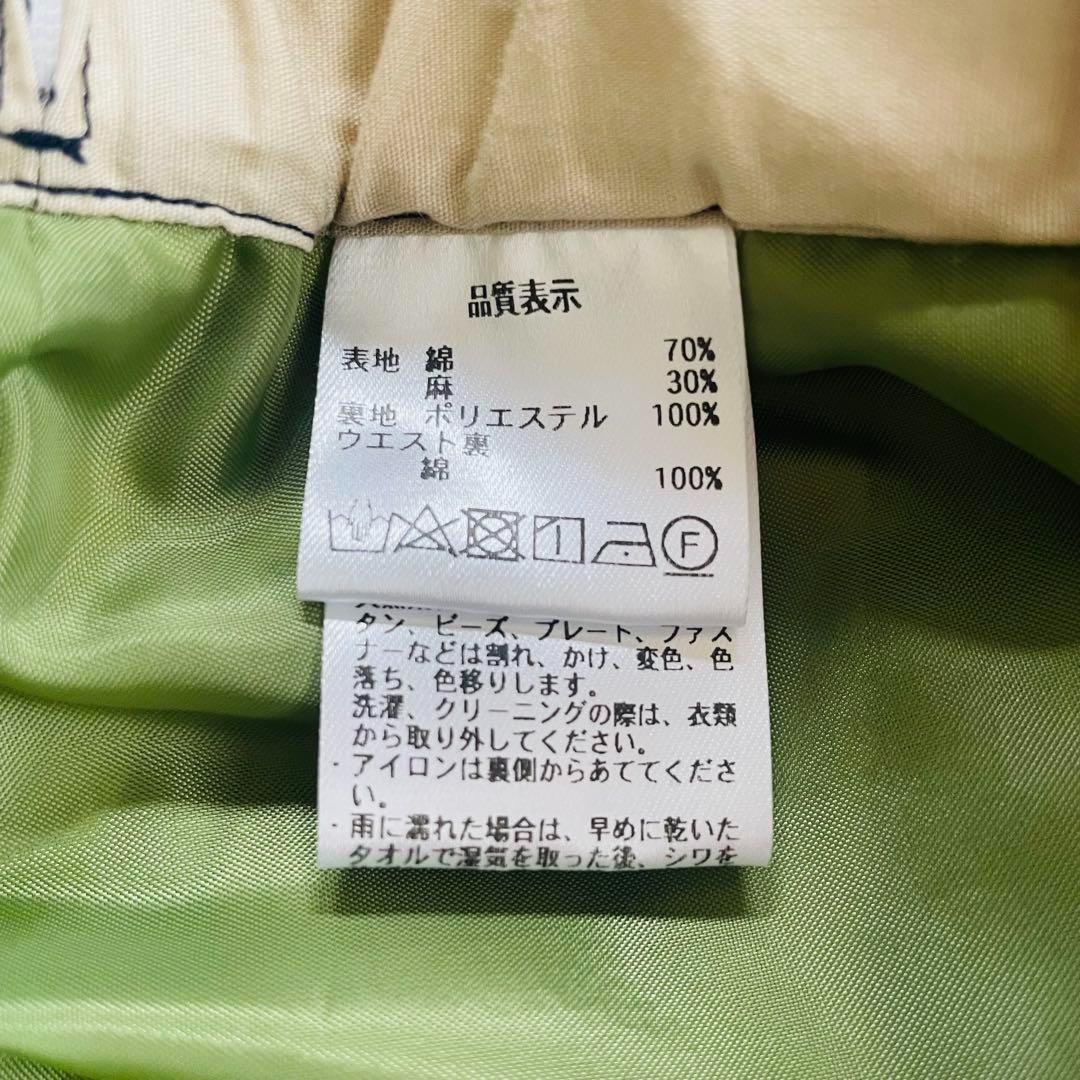 品質表示
表地 綿 70%
麻 30%
裏地 ポリエステル 100%
ウエスト裏
綿 100%
F
タン、ビーズ、プレート、ファス
ナーなどは割れ、かけ、変色、色
落ち、色移りします。
洗濯、クリーニングの際は、衣類
から取り外してください。
・アイロンは裏側からあててくださ
い。
・雨に濡れた場合は、早めに乾いた
タオルで湿気を取った後、シワを